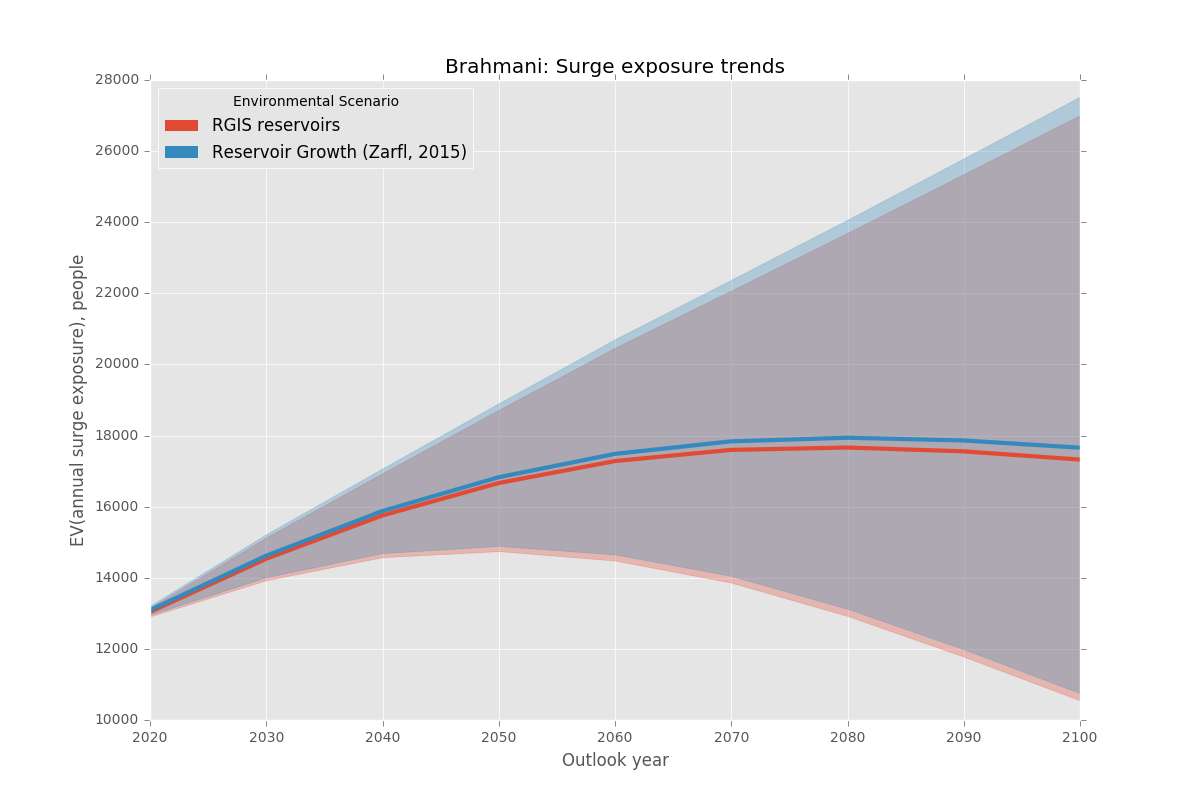 Brahmani: Surge exposure trends
Environmental Scenario
RGIS reservoirs
Reservoir Growth (Zarfl, 2015)
EV(annual surge exposure), people
28000
26000
24000
22000
20000
18000
16000
14000
12000
10000
2020 2030 2040 2050 2060 2070 2080 2090 2100
Outlook year